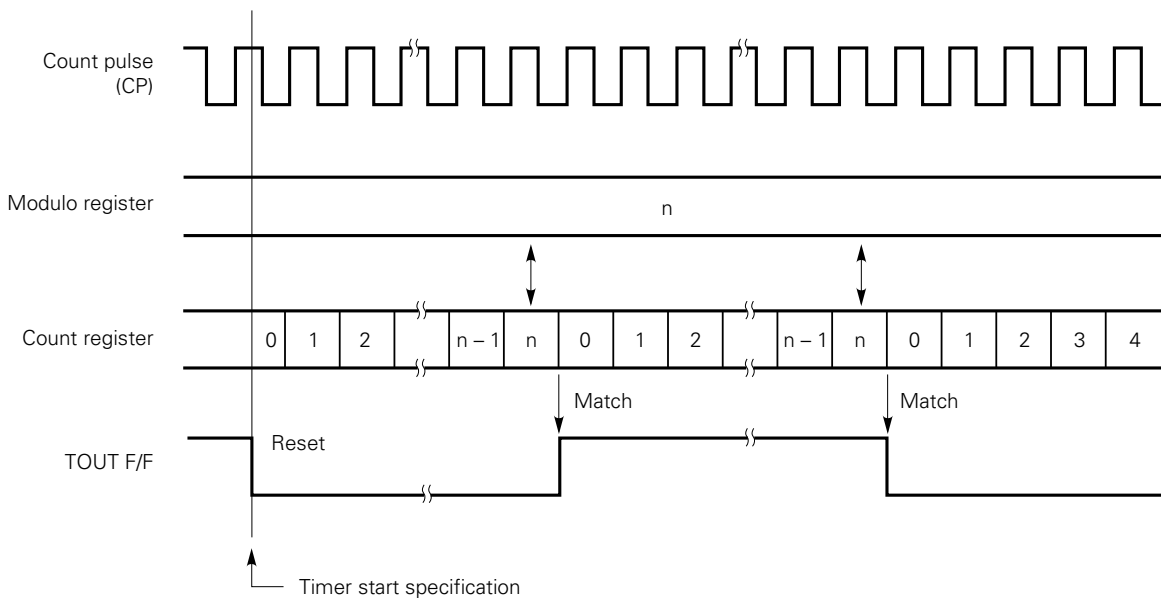 Count pulse
(CP)
Modulo register
n
Count register
0 1 2 n – 1 n 0 1 2 n – 1 n 0 1 2 3 4
Match
Match
Reset
TOUT F/F
Timer start specification